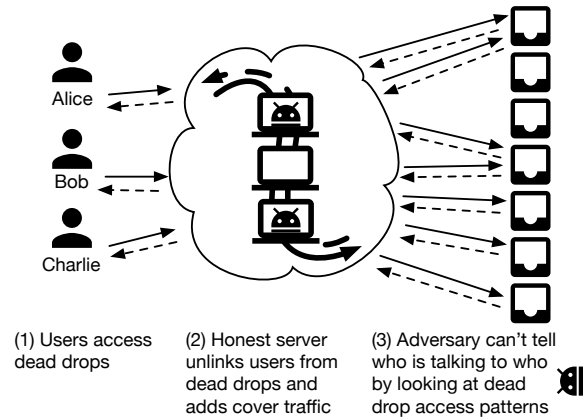 Alice
Bob
Charlie
(1) Users access
dead drops
(2) Honest server
unlinks users from
dead drops and
adds cover traffic
(3) Adversary can't tell
who is talking to who
by looking at dead
drop access patterns